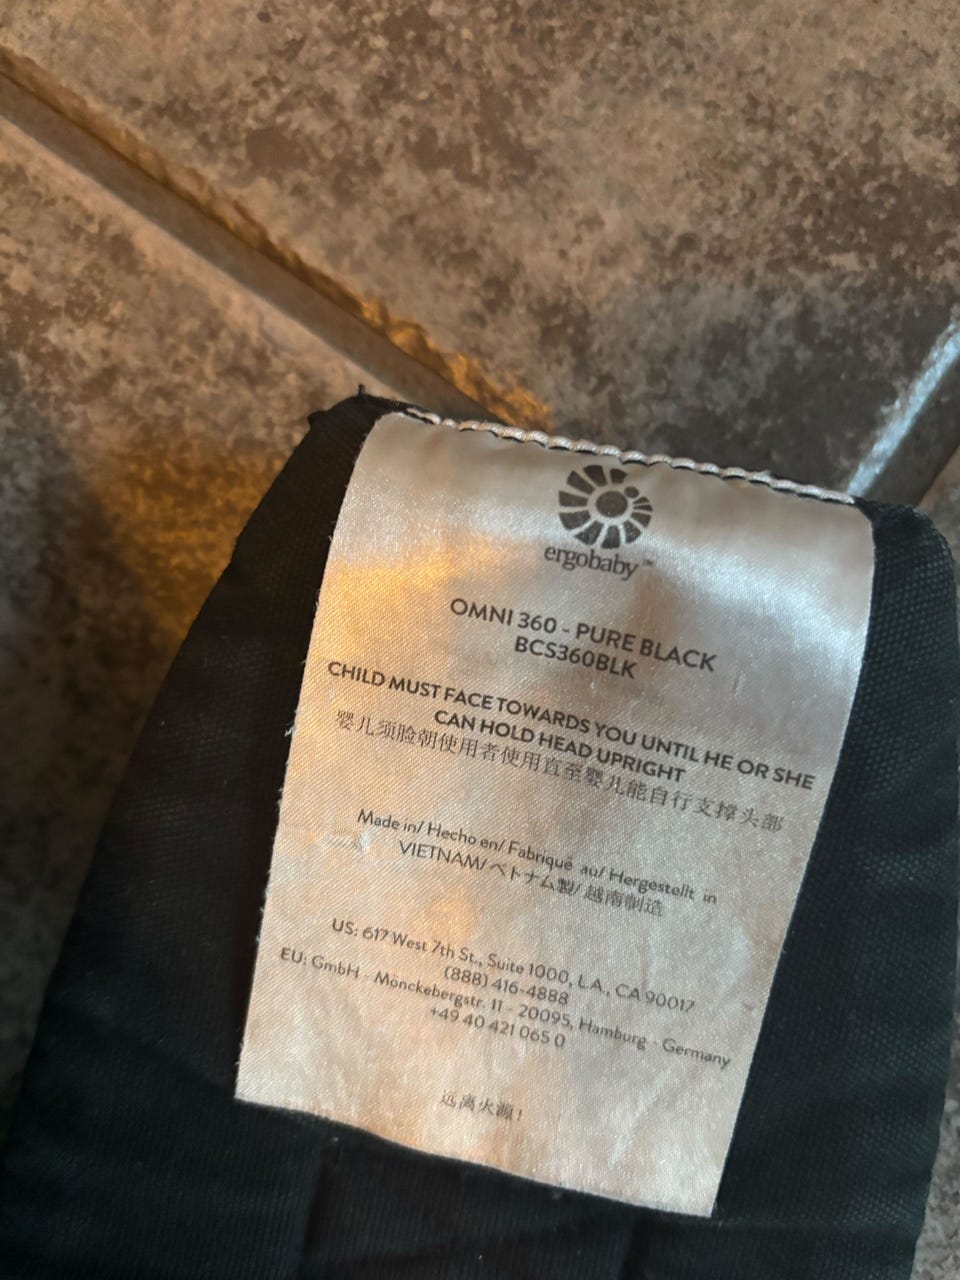 ergobaby™
OMNI 360 - PURE BLACK
BCS360BLK
CHILD MUST FACE TOWARDS YOU UNTIL HE OR SHE
CAN HOLD HEAD UPRIGHT
婴儿须脸朝使用者使用直至婴儿能自行支撑头部
Made in/ Hecho en/ Fabriqué au/ Hergestellt in
VIETNAM/ベトナム製/ 越南制造
US: 617 West 7th St., Suite 1000, L.A., CA 90017
(888) 416-4888
EU: GmbH - Mönckebergstr. 11 - 20095, Hamburg - Germany
+49 40 421 065 0
远离火源!